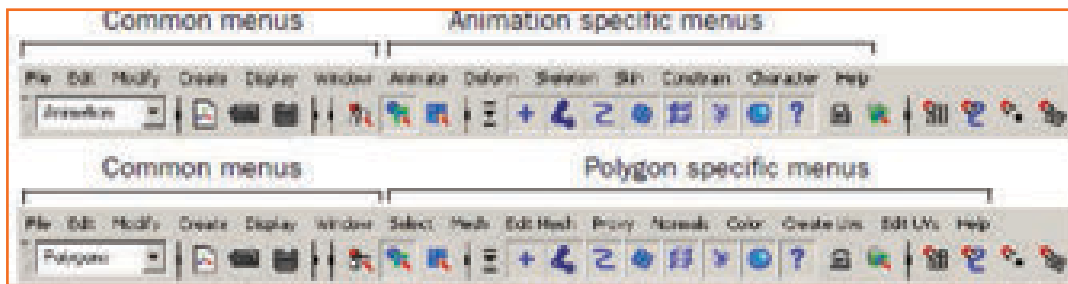 Common menus Animation specific menus
File Edit Modify Create Display Window Animate Deform Skeleton Skin Constrain Character Help
Animation
Common menus Polygon specific menus
File Edit Modify Create Display Window Select Mesh Edit Mesh Proxy Normals Color Create UVs Edit UVs Help
Polygons